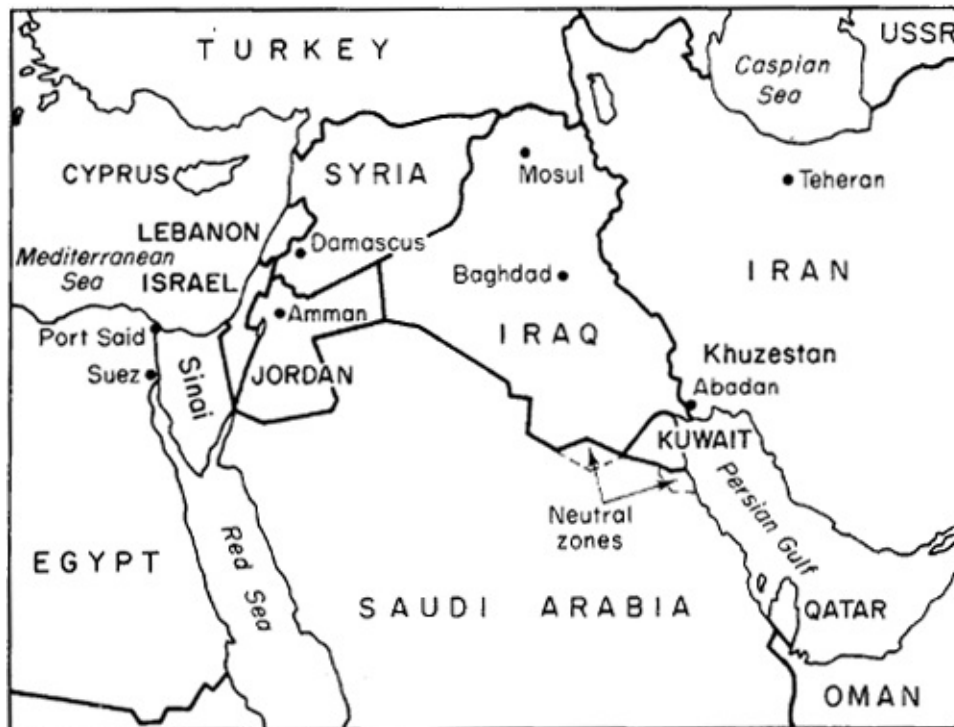 TURKEY
USSR
Caspian
Sea
CYPRUS
SYRIA
Mosul
Teheran
LEBANON
Mediterranean
Sea
ISRAEL
Damascus
Baghdad
IRAN
Port Said
Amman
IRAQ
Suez
Sinai
JORDAN
Khuzestan
Abadan
KUWAIT
Persian Gulf
Neutral
zones
EGYPT
Red Sea
SAUDI ARABIA
QATAR
OMAN